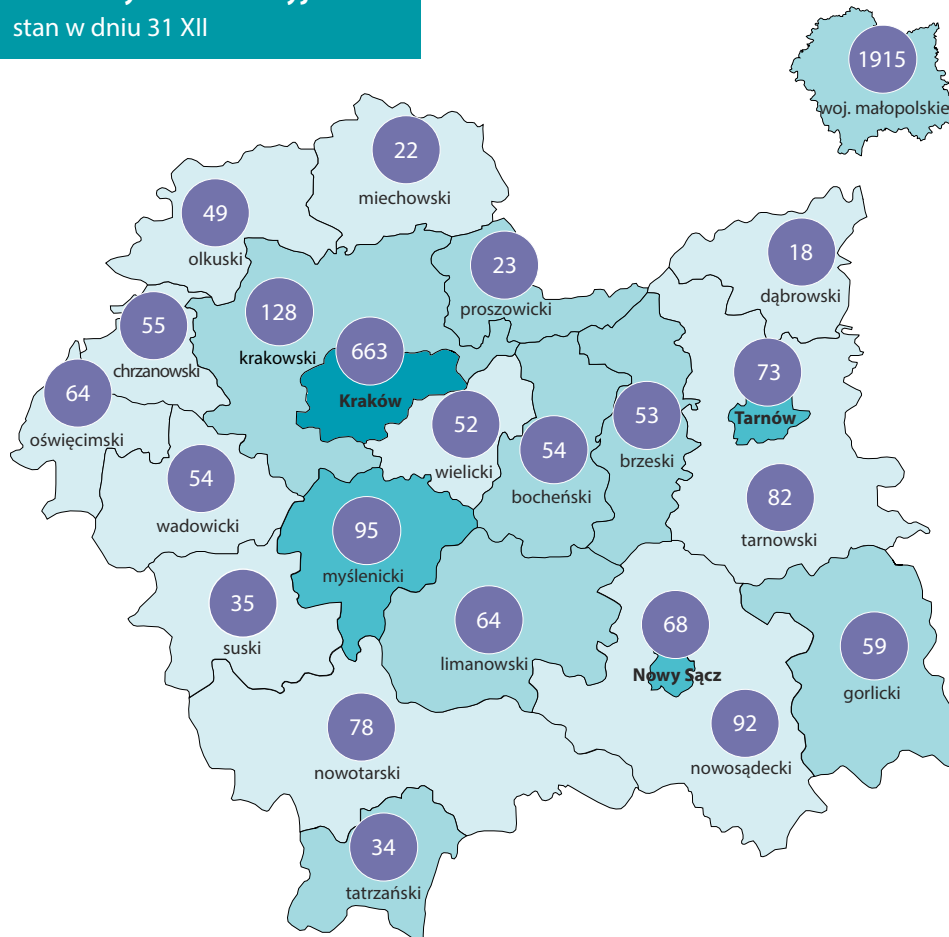 stan w dniu 31 XII
1915
woj. małopolskie
22
miechowski
49
olkuski
18
dąbrowski
23
proszowicki
128
krakowski
55
chrzanowski
663
Kraków
73
Tarnów
64
oświęcimski
52
wielicki
53
brzeski
54
bocheński
54
wadowicki
82
tarnowski
95
myślenicki
35
suski
64
limanowski
68
Nowy Sącz
59
gorlicki
92
nowosądecki
78
nowotarski
34
tatrzański